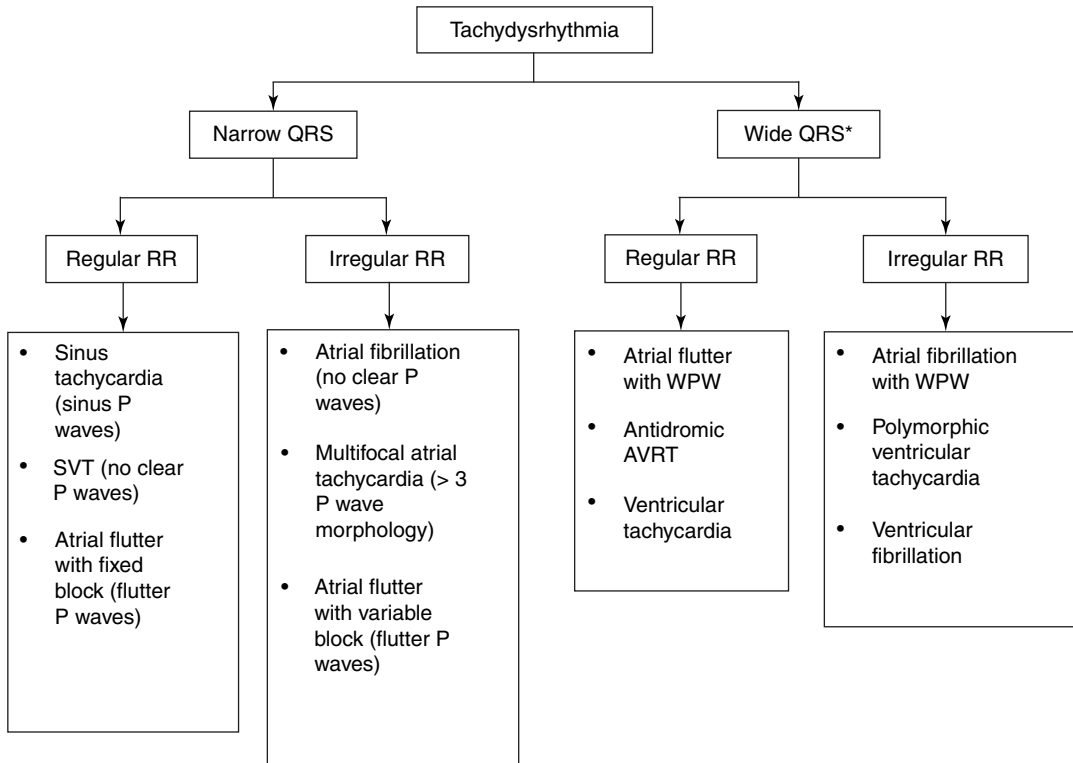 Tachydysrhythmia
Narrow QRS
Wide QRS*
Regular RR
Irregular RR
Regular RR
Irregular RR
• Sinus
tachycardia
(sinus P
waves)
• SVT (no clear
P waves)
• Atrial flutter
with fixed
block (flutter
P waves)
• Atrial fibrillation
(no clear P
waves)
• Multifocal atrial
tachycardia (> 3
P wave
morphology)
• Atrial flutter
with variable
block (flutter P
waves)
• Atrial flutter
with WPW
• Antidromic
AVRT
• Ventricular
tachycardia
• Atrial fibrillation
with WPW
• Polymorphic
ventricular
tachycardia
• Ventricular
fibrillation